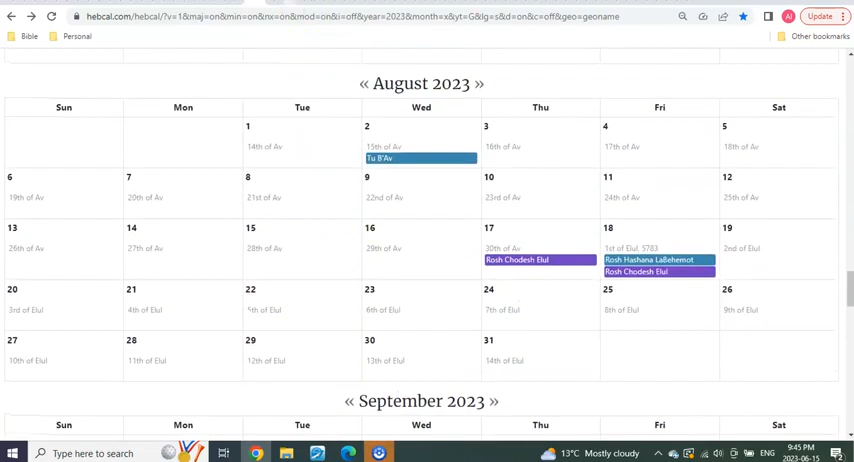 hebcal.com/hebcal/?v=1&maj=on&min=on&nx=on&mod=on&i=off&year=2023&month=x&yt=G&lg=s&d=on&c=off&geo=geoname
AI
Update
Bible
Personal
Other bookmarks
« August 2023 »
Sun Mon Tue Wed Thu Fri Sat
1 2 3 4 5
14th of Av 15th of Av 16th of Av 17th of Av 18th of Av
Tu B'Av
6 7 8 9 10 11 12
19th of Av 20th of Av 21st of Av 22nd of Av 23rd of Av 24th of Av 25th of Av
13 14 15 16 17 18 19
26th of Av 27th of Av 28th of Av 29th of Av 30th of Av 1st of Elul, 5783 2nd of Elul
Rosh Chodesh Elul Rosh Hashana LaBehemot
Rosh Chodesh Elul
20 21 22 23 24 25 26
3rd of Elul 4th of Elul 5th of Elul 6th of Elul 7th of Elul 8th of Elul 9th of Elul
27 28 29 30 31
10th of Elul 11th of Elul 12th of Elul 13th of Elul 14th of Elul
« September 2023 »
Sun Mon Tue Wed Thu Fri Sat
Type here to search
13°C Mostly cloudy
ENG
9:45 PM
2023-06-15
2